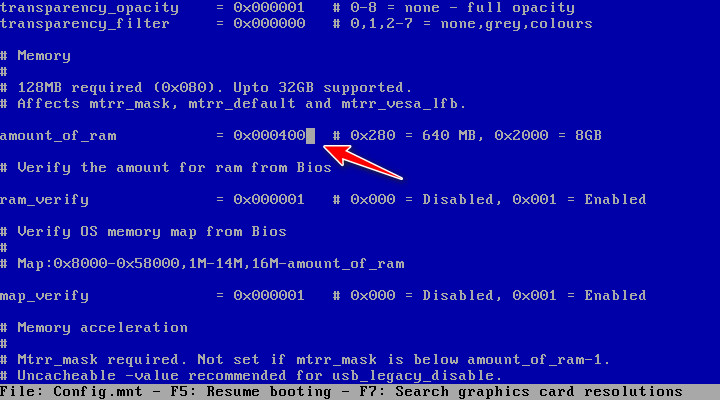 transparency_opacity = 0x000001 # 0-8 = none - full opacity
transparency_filter = 0x000000 # 0,1,2-7 = none,grey,colours
# Memory
#
# 128MB required (0x080). Upto 32GB supported.
# Affects mtrr_mask, mtrr_default and mtrr_vesa_lfb.
amount_of_ram = 0x000400 # 0x280 = 640 MB, 0x2000 = 8GB
# Verify the amount for ram from Bios
ram_verify = 0x000001 # 0x000 = Disabled, 0x001 = Enabled
# Verify OS memory map from Bios
#
# Map:0x8000-0x58000,1M-14M,16M-amount_of_ram
map_verify = 0x000001 # 0x000 = Disabled, 0x001 = Enabled
# Memory acceleration
#
# Mtrr_mask required. Not set if mtrr_mask is below amount_of_ram-1.
# Uncacheable -value recommended for usb_legacy_disable.
File: Config.mnt - F5: Resume booting - F7: Search graphics card resolutions